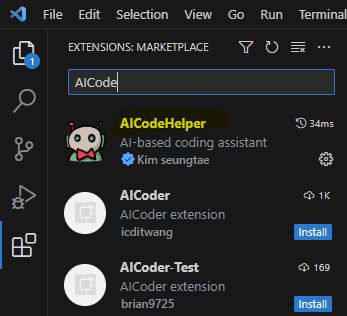 File Edit Selection View Go Run Terminal
EXTENSIONS: MARKETPLACE
1
AICode
AICodeHelper 34ms
AI-based coding assistant
Kim seungtae
AICoder 1K
AICoder extension
icditwang Install
AICoder-Test 169
AICoder extension
brian9725 Install